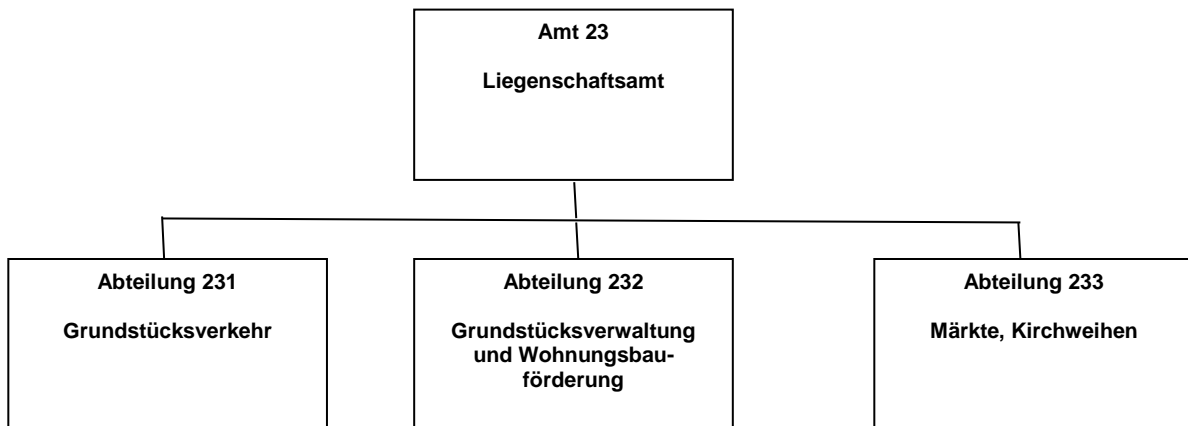 Amt 23
Liegenschaftsamt
Abteilung 231
Grundstücksverkehr
Abteilung 232
Grundstücksverwaltung
und Wohnungsbau-
förderung
Abteilung 233
Märkte, Kirchweihen